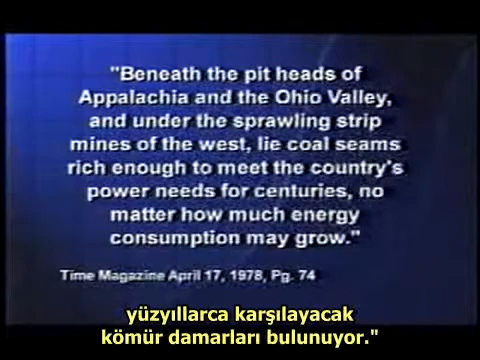 "Beneath the pit heads of
Appalachia and the Ohio Valley,
and under the sprawling strip
mines of the west, lie coal seams
rich enough to meet the country's
power needs for centuries, no
matter how much energy
consumption may grow."
Time Magazine April 17, 1978, Pg. 74
yüzyıllarca karşılayacak
kömür damarları bulunuyor."